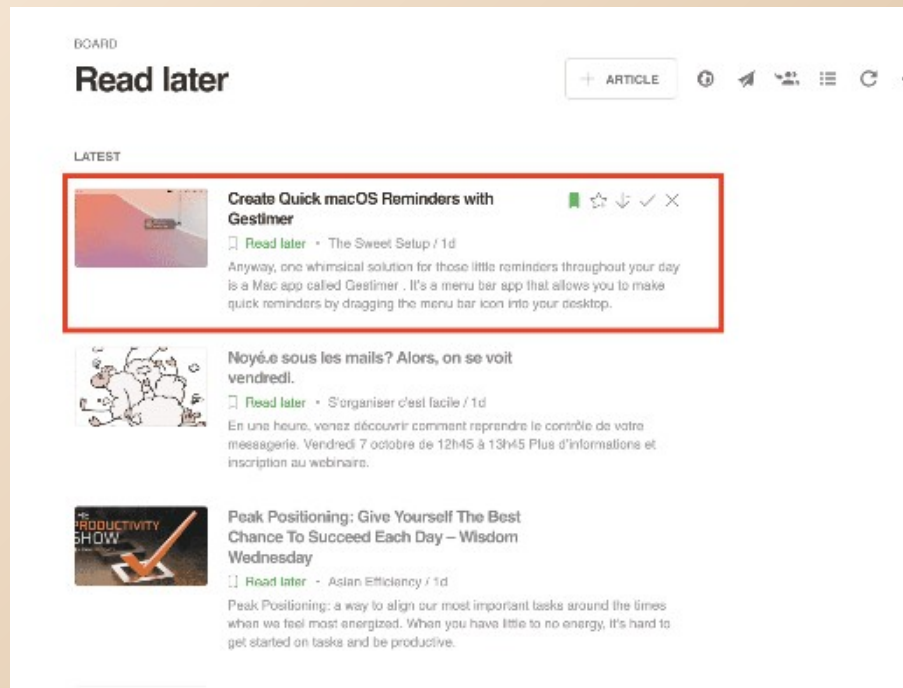 BOARD
Read later
ARTICLE
LATEST
Create Quick macOS Reminders with
Gestimer
Read later • The Sweet Setup / 1d
Anyway, one whimsical solution for those little reminders throughout your day
is a Mac app called Gestimer . It's a menu bar app that allows you to make
quick reminders by dragging the menu bar icon into your desktop.
Noyé.e sous les mails? Alors, on se voit
vendredi.
Read later • S'organiser c'est facile / 1d
En une heure, venez découvrir comment reprendre le contrôle de votre
messagerie. Vendredi 7 octobre de 12h45 à 13h45 Plus d'informations et
inscription au webinaire.
PRODUCTIVITY
SHOW
Peak Positioning: Give Yourself The Best
Chance To Succeed Each Day – Wisdom
Wednesday
Read later • Asian Efficiency / 1d
Peak Positioning: a way to align our most important tasks around the times
when we feel most energized. When you have little to no energy, it's hard to
get started on tasks and be productive.